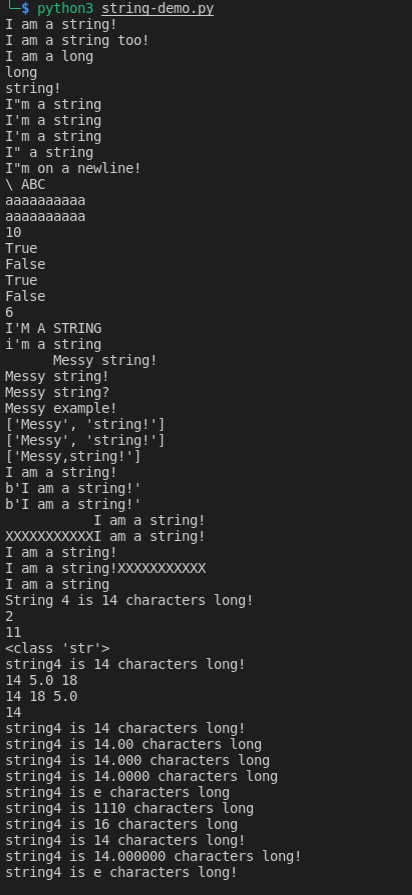 └─$ python3 string-demo.py
I am a string!
I am a string too!
I am a long
long
string!
I"m a string
I'm a string
I'm a string
I" a string
I"m on a newline!
\ ABC
aaaaaaaaaa
aaaaaaaaaa
10
True
False
True
False
6
I'M A STRING
i'm a string
      Messy string!
Messy string!
Messy string?
Messy example!
['Messy', 'string!']
['Messy', 'string!']
['Messy,string!']
I am a string!
b'I am a string!'
b'I am a string!'
           I am a string!
XXXXXXXXXXXI am a string!
I am a string!
I am a string!XXXXXXXXXXX
I am a string
String 4 is 14 characters long!
2
11
<class 'str'>
string4 is 14 characters long!
14 5.0 18
14 18 5.0
14
string4 is 14 characters long!
string4 is 14.00 characters long
string4 is 14.000 characters long
string4 is 14.0000 characters long
string4 is e characters long
string4 is 1110 characters long
string4 is 16 characters long
string4 is 14 characters long!
string4 is 14.000000 characters long!
string4 is e characters long!